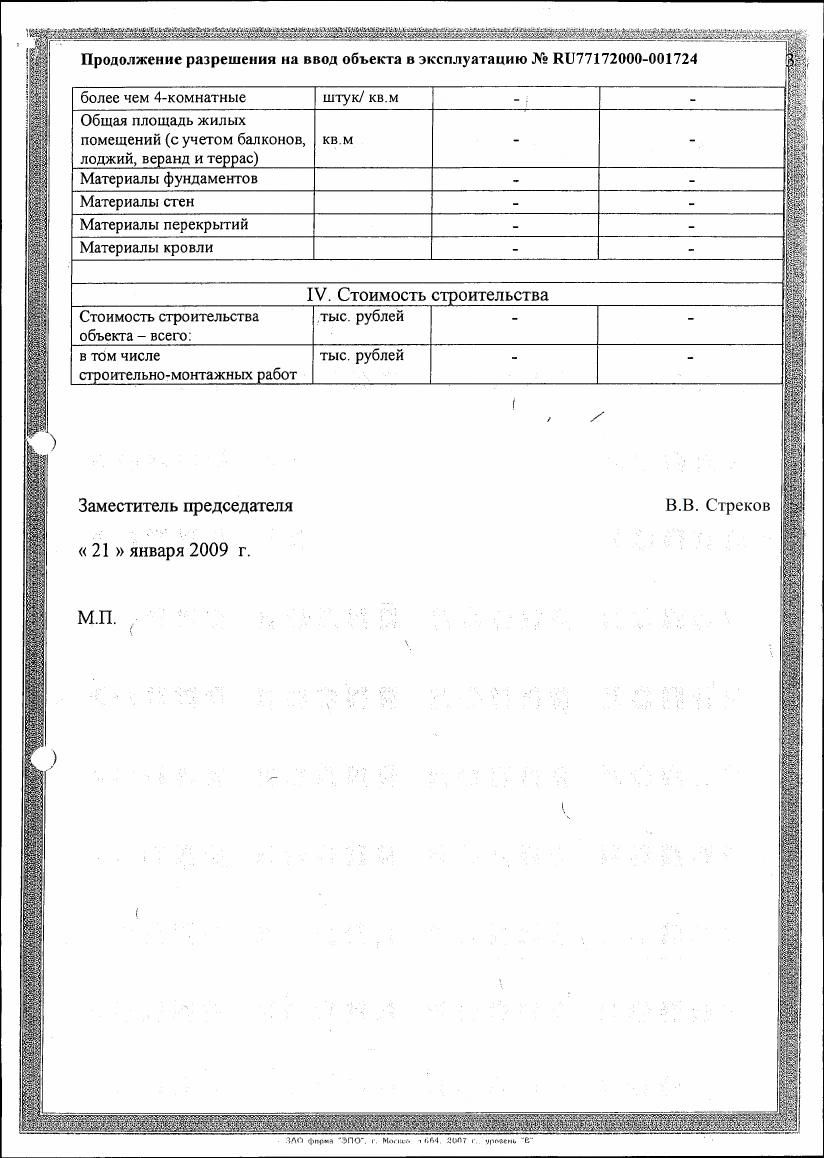 Продолжение разрешения на ввод объекта в эксплуатацию № RU77172000-001724
3
более чем 4-комнатные штук/ кв.м - -
Общая площадь жилых
помещений (с учетом балконов, кв.м - -
лоджий, веранд и террас)
Материалы фундаментов - -
Материалы стен - -
Материалы перекрытий - -
Материалы кровли - -
IV. Стоимость строительства
Стоимость строительства тыс. рублей - -
объекта – всего:
в том числе тыс. рублей - -
строительно-монтажных работ
Заместитель председателя В.В. Стреков
« 21 » января 2009 г.
М.П.
ЗАО фирма "ЭПО", г. Москва 2007 г., уровень "В"